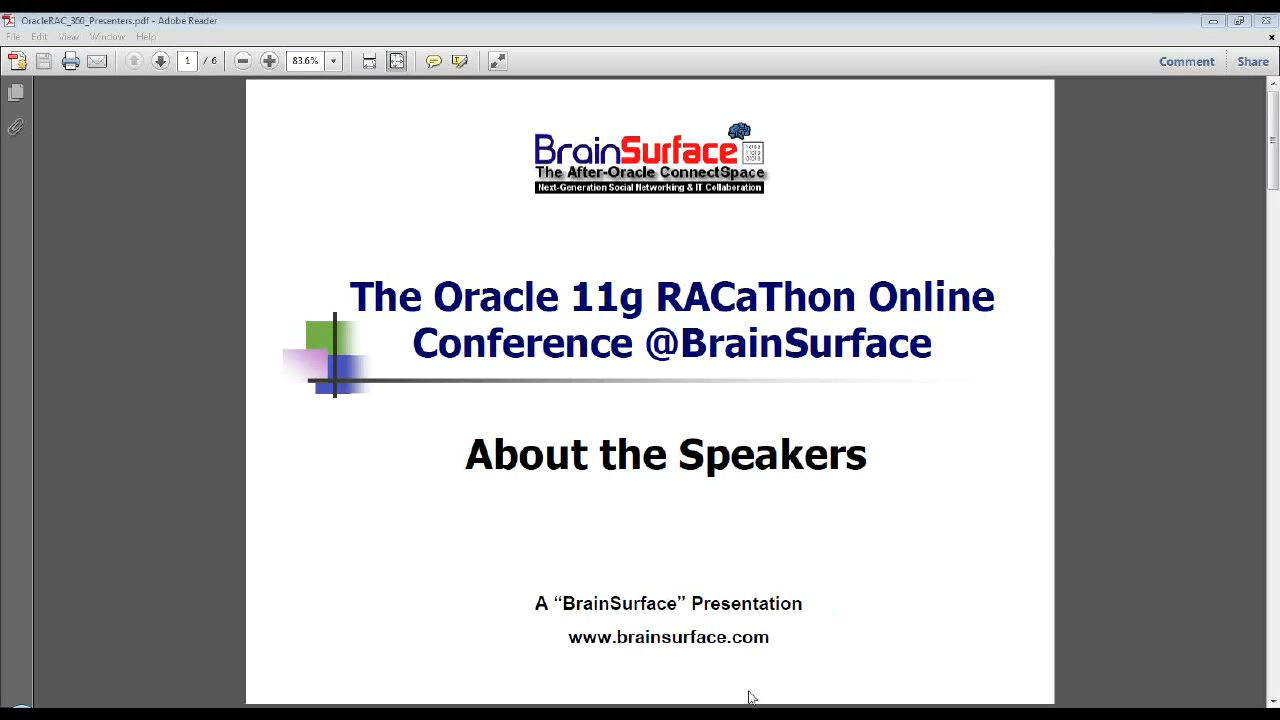 OracleRAC_360_Presenters.pdf - Adobe Reader
File Edit View Window Help
1 / 6 83.6% Comment Share
BrainSurface
The After-Oracle ConnectSpace
Next-Generation Social Networking & IT Collaboration
The Oracle 11g RACaThon Online
Conference @BrainSurface
About the Speakers
A “BrainSurface” Presentation
www.brainsurface.com